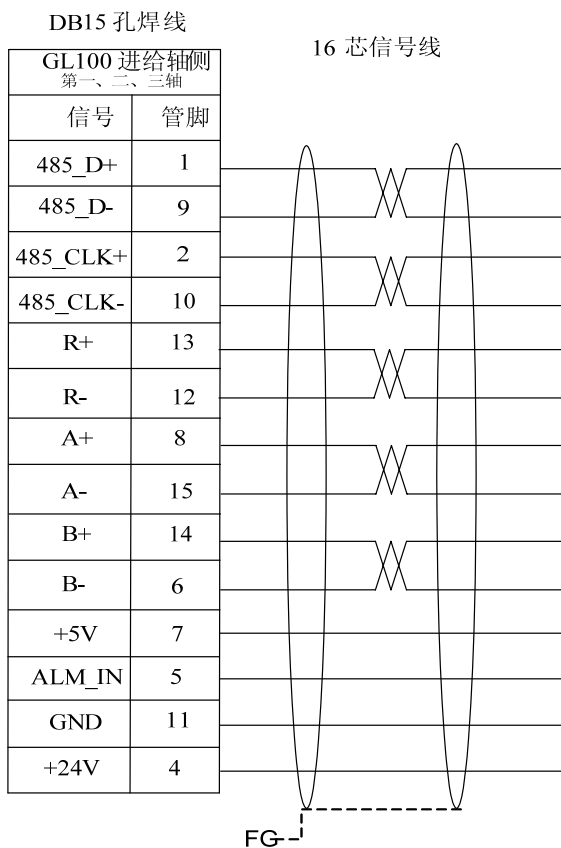 DB15 孔焊线
16 芯信号线
GL100 进给轴侧
第一、二、三轴
信号 管脚
485_D+ 1
485_D- 9
485_CLK+ 2
485_CLK- 10
R+ 13
R- 12
A+ 8
A- 15
B+ 14
B- 6
+5V 7
ALM_IN 5
GND 11
+24V 4
FG